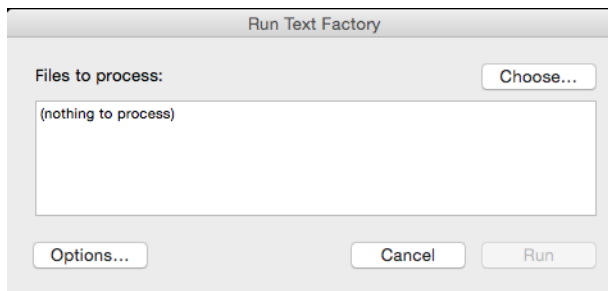 Run Text Factory
Files to process:
Choose...
(nothing to process)
Options...
Cancel
Run